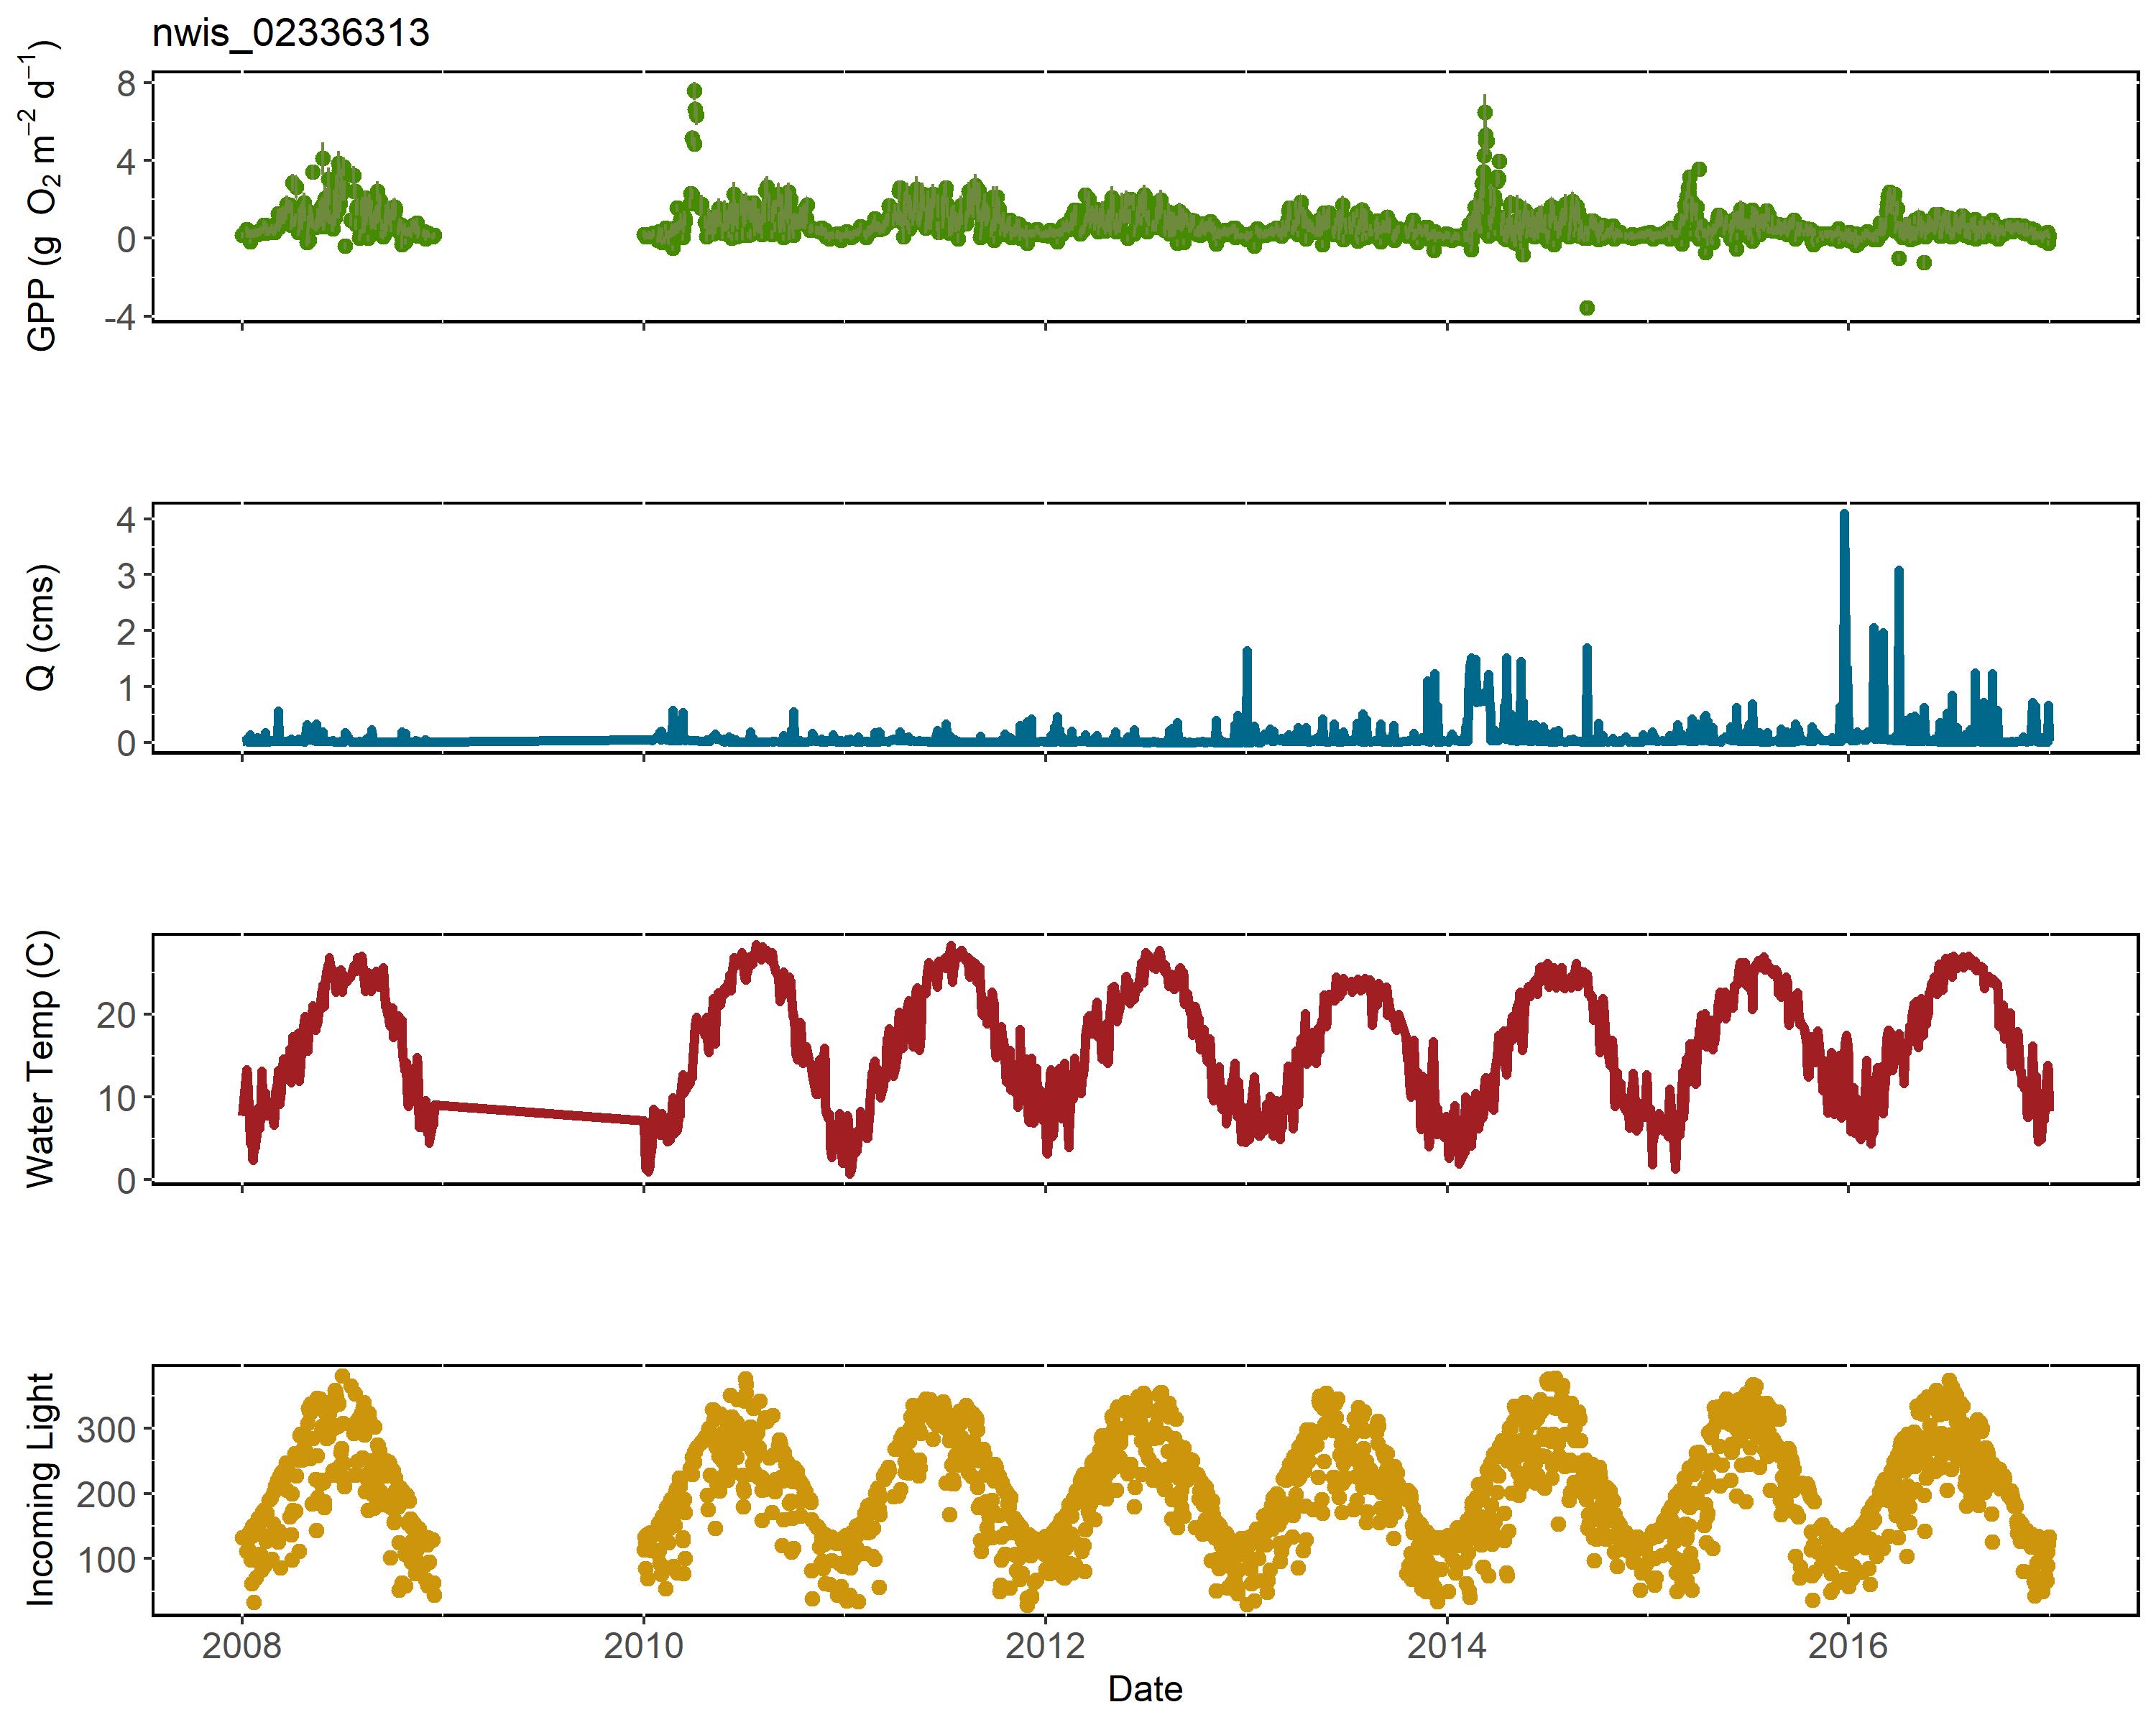 nwis_02336313
GPP (g O₂ m⁻² d⁻¹)
8
4
0
-4
Q (cms)
4
3
2
1
0
Water Temp (C)
20
10
0
Incoming Light
300
200
100
2008 2010 2012 2014 2016
Date